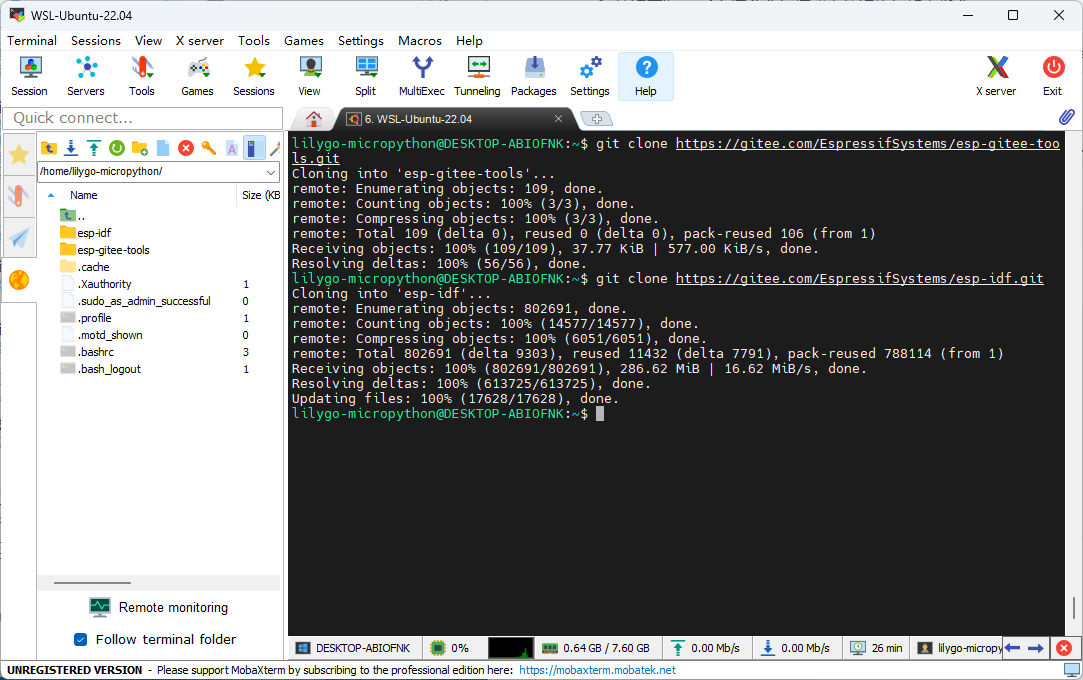 WSL-Ubuntu-22.04
Terminal Sessions View X server Tools Games Settings Macros Help
Session Servers Tools Games Sessions View Split MultiExec Tunneling Packages Settings Help X server Exit
Quick connect...
6. WSL-Ubuntu-22.04
/home/lilygo-micropython/
Name Size (KB
..
esp-idf
esp-gitee-tools
.cache
.Xauthority 1
.sudo_as_admin_successful 0
.profile 1
.motd_shown 0
.bashrc 3
.bash_logout 1
Remote monitoring
Follow terminal folder
lilygo-micropython@DESKTOP-ABIOFNK:~$ git clone https://gitee.com/EspressifSystems/esp-gitee-too
ls.git
Cloning into 'esp-gitee-tools'...
remote: Enumerating objects: 109, done.
remote: Counting objects: 100% (3/3), done.
remote: Compressing objects: 100% (3/3), done.
remote: Total 109 (delta 0), reused 0 (delta 0), pack-reused 106 (from 1)
Receiving objects: 100% (109/109), 37.77 KiB | 577.00 KiB/s, done.
Resolving deltas: 100% (56/56), done.
lilygo-micropython@DESKTOP-ABIOFNK:~$ git clone https://gitee.com/EspressifSystems/esp-idf.git
Cloning into 'esp-idf'...
remote: Enumerating objects: 802691, done.
remote: Counting objects: 100% (14577/14577), done.
remote: Compressing objects: 100% (6051/6051), done.
remote: Total 802691 (delta 9303), reused 11432 (delta 7791), pack-reused 788114 (from 1)
Receiving objects: 100% (802691/802691), 286.62 MiB | 16.62 MiB/s, done.
Resolving deltas: 100% (613725/613725), done.
Updating files: 100% (17628/17628), done.
lilygo-micropython@DESKTOP-ABIOFNK:~$
DESKTOP-ABIOFNK 0% 0.64 GB / 7.60 GB 0.00 Mb/s 0.00 Mb/s 26 min lilygo-micropy
UNREGISTERED VERSION - Please support MobaXterm by subscribing to the professional edition here: https://mobaxterm.mobatek.net